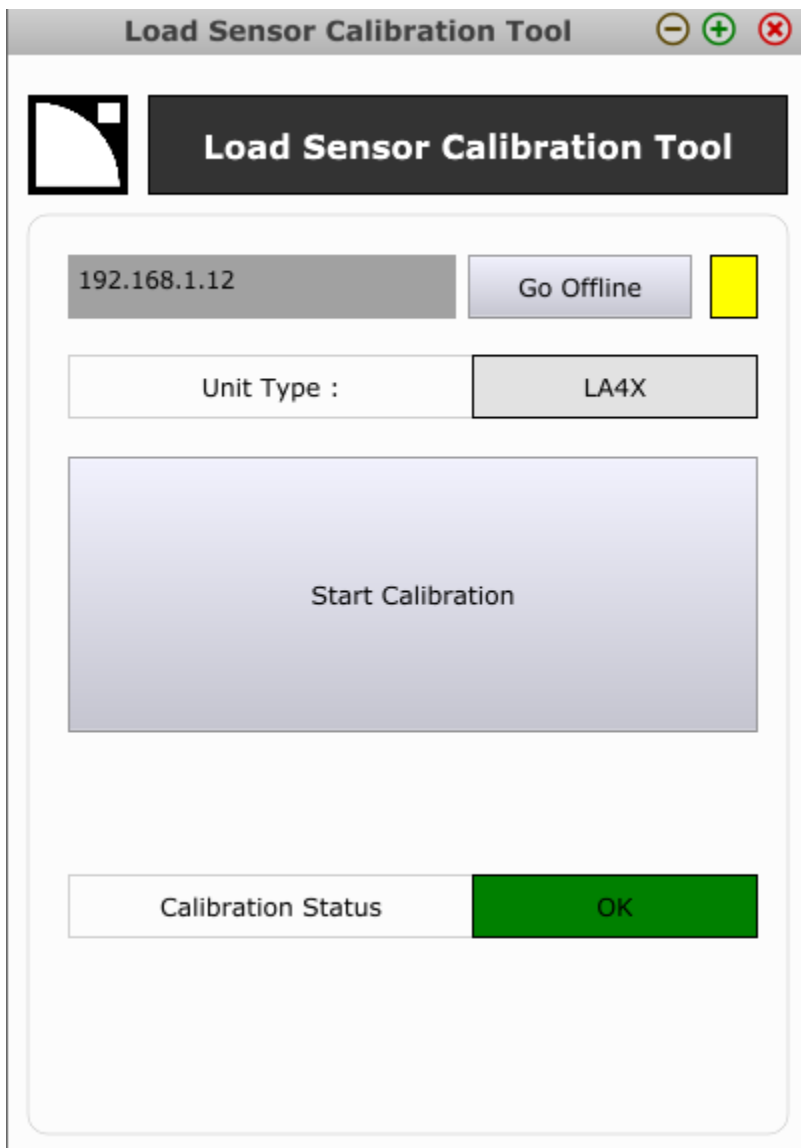 Load Sensor Calibration Tool
Load Sensor Calibration Tool
192.168.1.12
Go Offline
Unit Type :
LA4X
Start Calibration
Calibration Status
OK